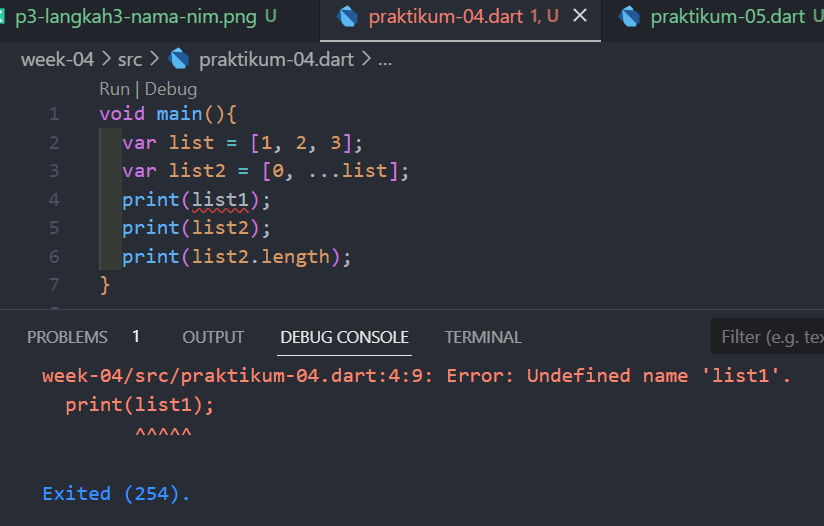 p3-langkah3-nama-nim.png U praktikum-04.dart 1, U praktikum-05.dart U
week-04 > src > praktikum-04.dart > ...
Run | Debug
1 void main(){
2 var list = [1, 2, 3];
3 var list2 = [0, ...list];
4 print(list1);
5 print(list2);
6 print(list2.length);
7 }
PROBLEMS 1 OUTPUT DEBUG CONSOLE TERMINAL Filter (e.g. tex
week-04/src/praktikum-04.dart:4:9: Error: Undefined name 'list1'.
print(list1);
^^^^^
Exited (254).